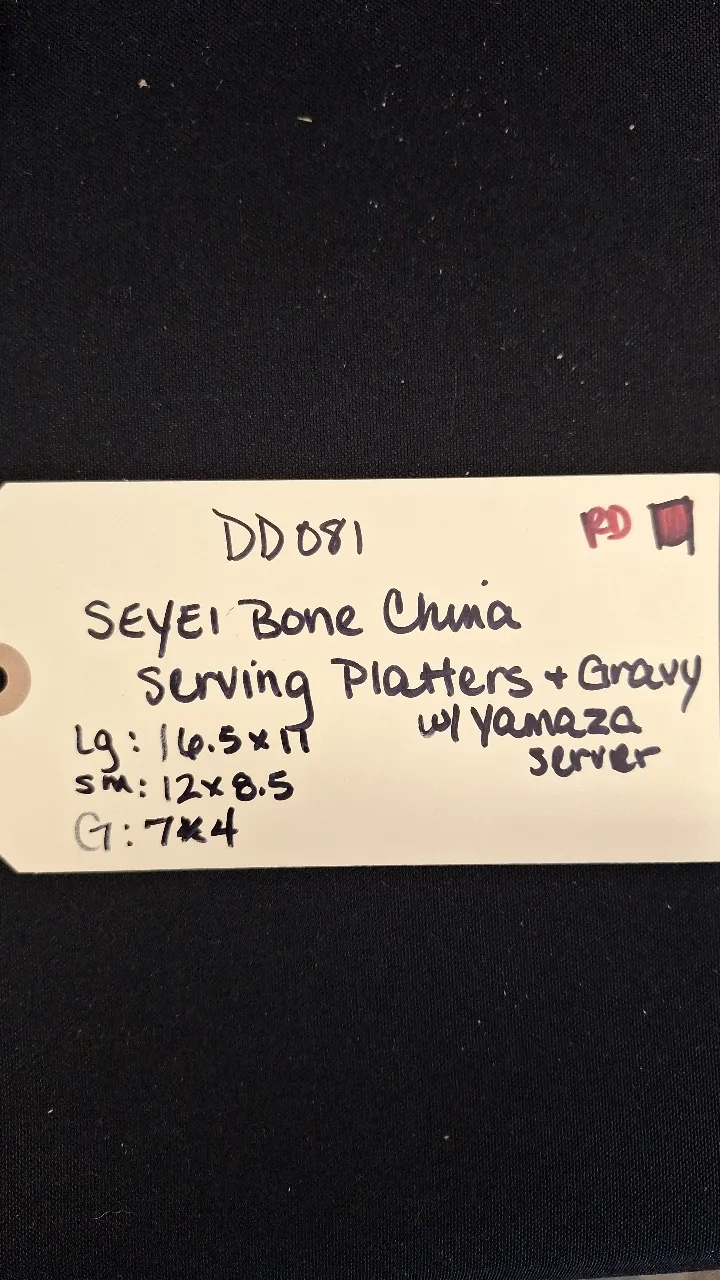 DD081
RD
SEYEI Bone China
Serving Platters + Gravy
w/ Yamaza
server
Lg: 16.5x11
sm: 12x8.5
G: 7x4